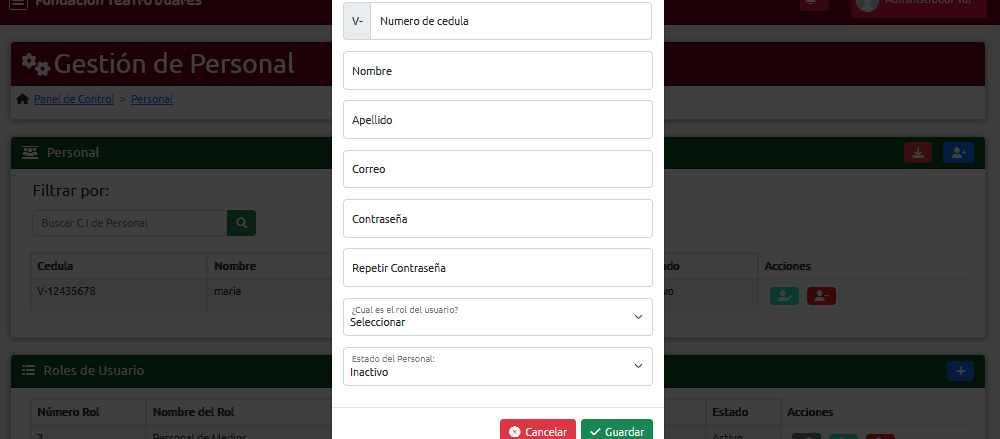 Fundación Teatro Juares
Administrador Yui
V- Numero de cedula
Gestión de Personal
Nombre
Panel de Control > Personal
Apellido
Personal
Correo
Filtrar por:
Contraseña
Buscar C.I de Personal
Repetir Contraseña
Cedula Nombre Acciones
V-12435678 maria
¿Cual es el rol del usuario?
Seleccionar
Estado del Personal:
Inactivo
Roles de Usuario
Número Rol Nombre del Rol Estado Acciones
Cancelar Guardar
3 Personal de Medios Activo